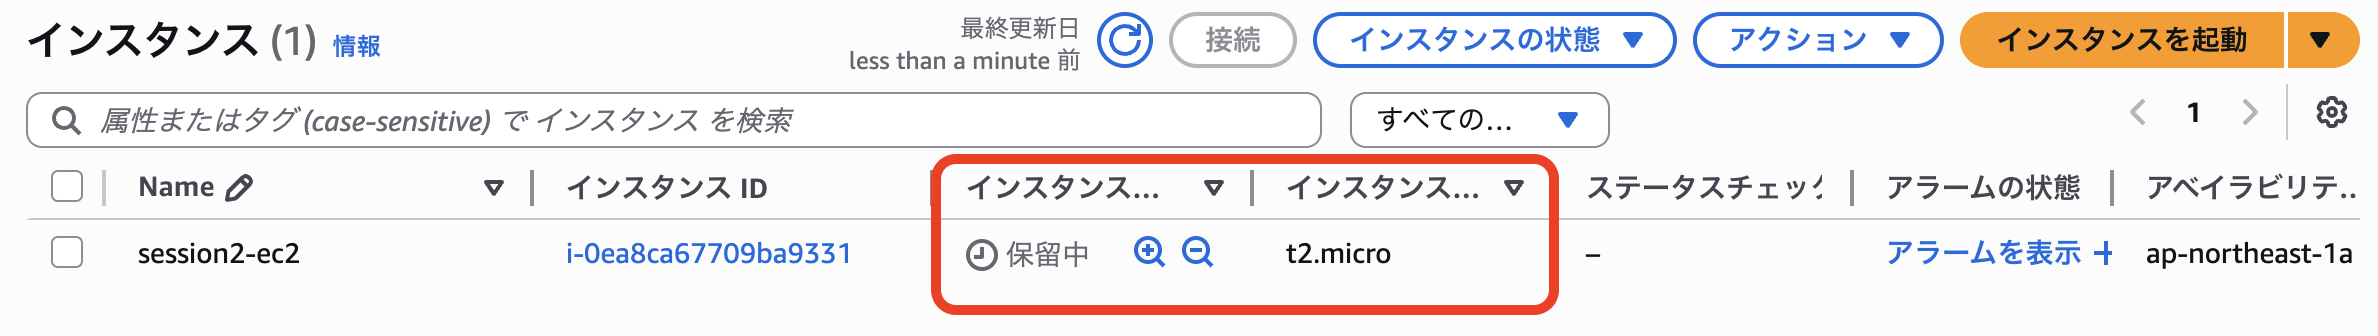 インスタンス (1) 情報
最終更新日
less than a minute 前
接続
インスタンスの状態
アクション
インスタンスを起動
属性またはタグ (case-sensitive) で インスタンス を検索
すべての...
1
Name インスタンス ID インスタンス... インスタンス... ステータスチェック アラームの状態 アベイラビリテ..
session2-ec2 i-0ea8ca67709ba9331 保留中 t2.micro – アラームを表示 + ap-northeast-1a